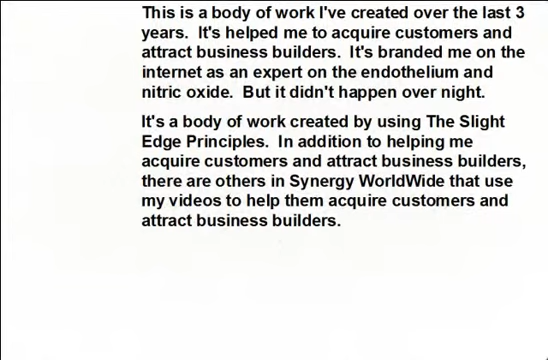 This is a body of work I've created over the last 3
years.  It's helped me to acquire customers and
attract business builders.  It's branded me on the
internet as an expert on the endothelium and
nitric oxide.  But it didn't happen over night.
It's a body of work created by using The Slight
Edge Principles.  In addition to helping me
acquire customers and attract business builders,
there are others in Synergy WorldWide that use
my videos to help them acquire customers and
attract business builders.